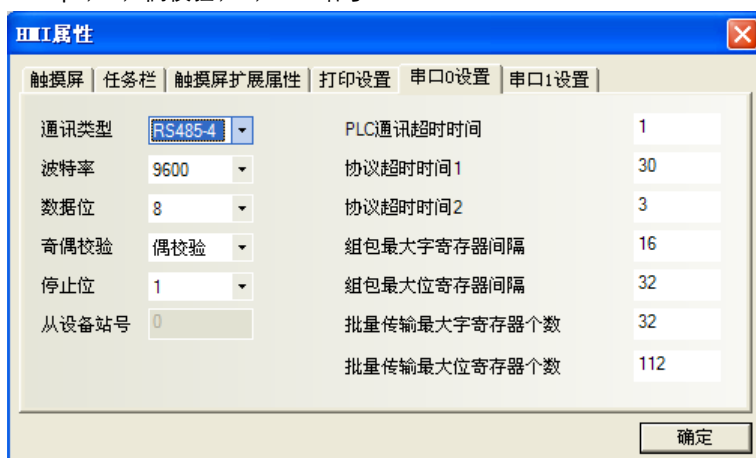 HMI属性
触摸屏 任务栏 触摸屏扩展属性 打印设置 串口0设置 串口1设置
通讯类型 RS485-4 PLC通讯超时时间 1
波特率 9600 协议超时时间1 30
数据位 8 协议超时时间2 3
奇偶校验 偶校验 组包最大字寄存器间隔 16
停止位 1 组包最大位寄存器间隔 32
从设备站号 0 批量传输最大字寄存器个数 32
批量传输最大位寄存器个数 112
确定